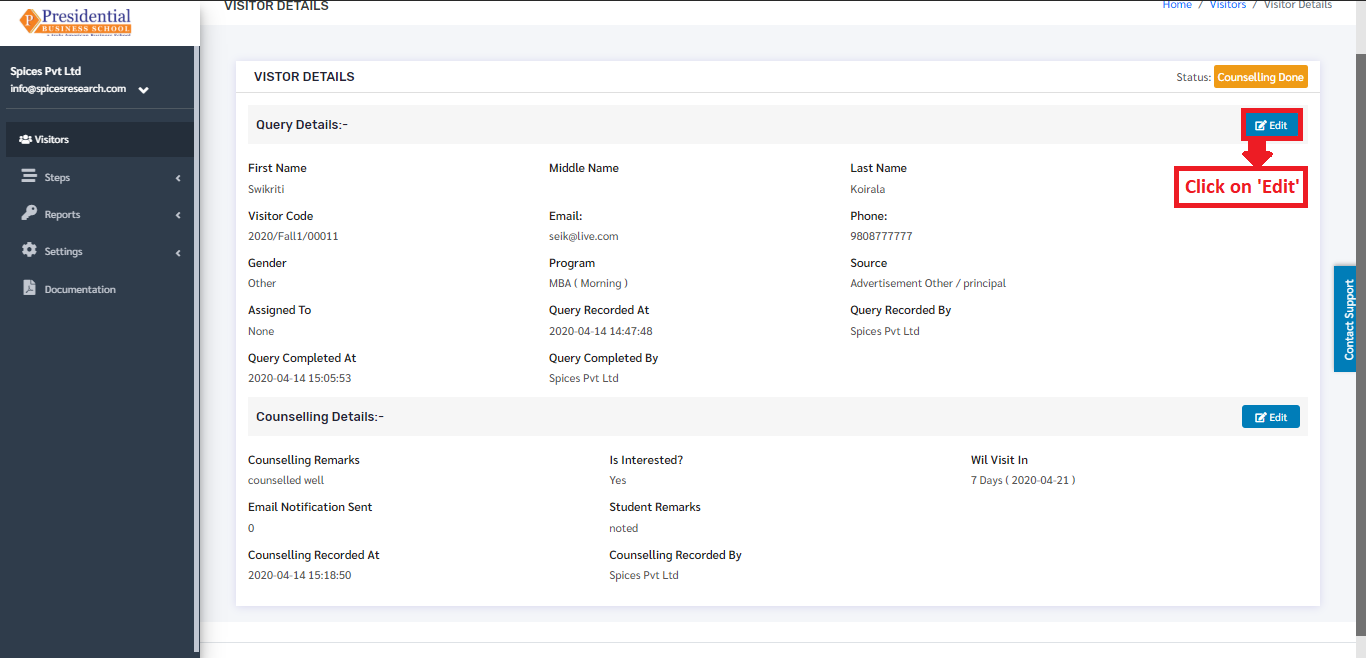 Presidential
BUSINESS SCHOOL
VISITOR DETAILS
Home / Visitors / Visitor Details
Spices Pvt Ltd
info@spicesresearch.com
Visitors
Steps
Reports
Settings
Documentation
VISTOR DETAILS
Status: Counselling Done
Query Details:-
Edit
Click on 'Edit'
First Name
Middle Name
Last Name
Swikriti
Koirala
Visitor Code
Email:
Phone:
2020/Fall1/00011
seik@live.com
9808777777
Gender
Program
Source
Other
MBA ( Morning )
Advertisement Other / principal
Assigned To
Query Recorded At
Query Recorded By
None
2020-04-14 14:47:48
Spices Pvt Ltd
Query Completed At
Query Completed By
2020-04-14 15:05:53
Spices Pvt Ltd
Contact Support
Counselling Details:-
Edit
Counselling Remarks
Is Interested?
Wil Visit In
counselled well
Yes
7 Days ( 2020-04-21 )
Email Notification Sent
Student Remarks
0
noted
Counselling Recorded At
Counselling Recorded By
2020-04-14 15:18:50
Spices Pvt Ltd